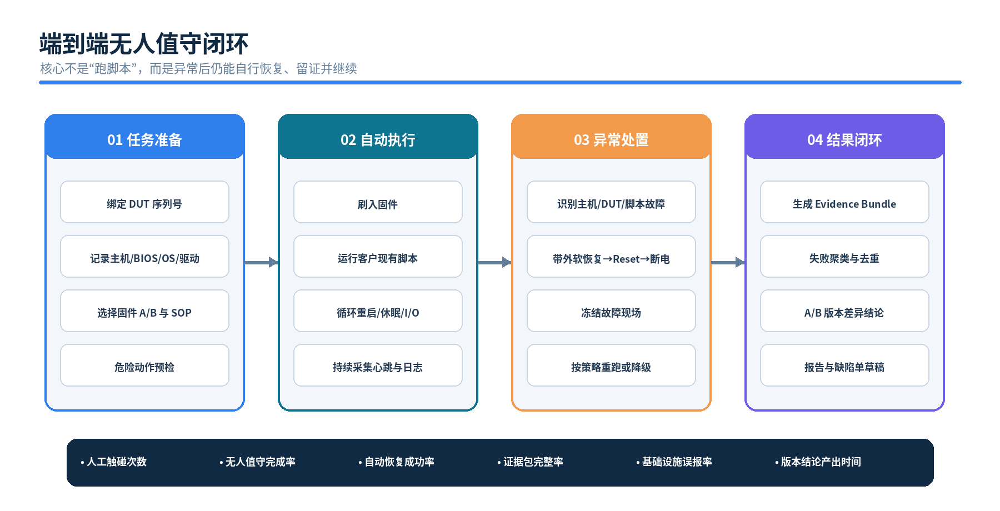 端到端无人值守闭环
核心不是“跑脚本”，而是异常后仍能自行恢复、留证并继续
01 任务准备
绑定 DUT 序列号
记录主机/BIOS/OS/驱动
选择固件 A/B 与 SOP
危险动作预检
02 自动执行
刷入固件
运行客户现有脚本
循环重启/休眠/I/O
持续采集心跳与日志
03 异常处置
识别主机/DUT/脚本故障
带外软恢复→Reset→断电
冻结故障现场
按策略重跑或降级
04 结果闭环
生成 Evidence Bundle
失败聚类与去重
A/B 版本差异结论
报告与缺陷单草稿
• 人工触碰次数
• 无人值守完成率
• 自动恢复成功率
• 证据包完整率
• 基础设施误报率
• 版本结论产出时间